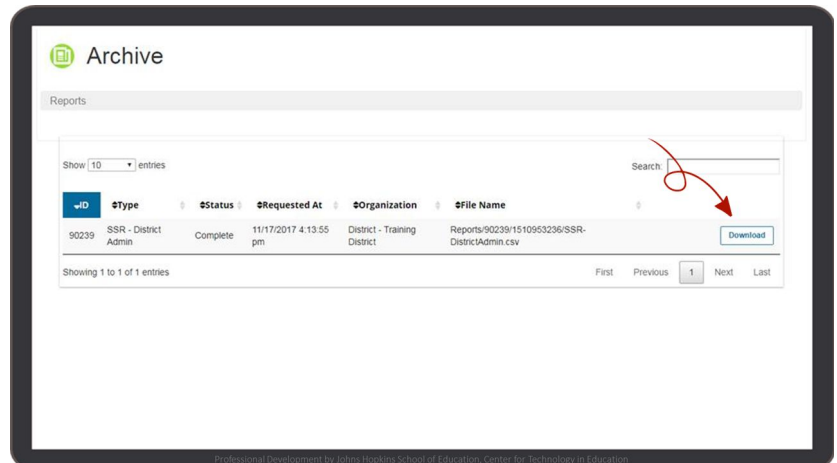 Archive
Reports
Show 10 entries
Search:
ID Type Status Requested At Organization File Name
90239 SSR - District Admin Complete 11/17/2017 4:13:55 pm District - Training District Reports/90239/1510953236/SSR-DistrictAdmin.csv Download
Showing 1 to 1 of 1 entries
First Previous 1 Next Last
Professional Development by Johns Hopkins School of Education, Center for Technology in Education